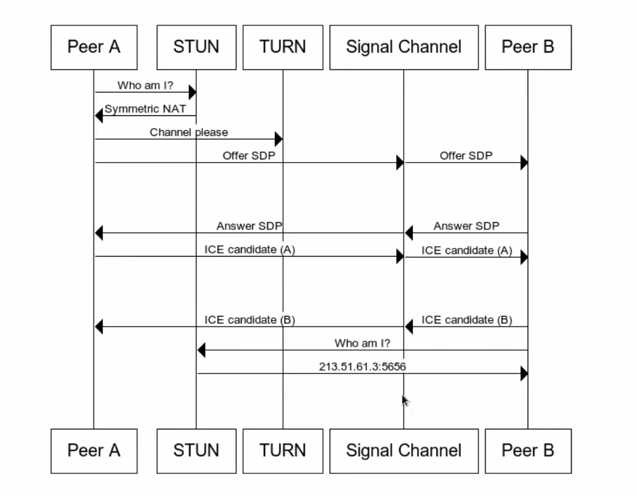 Peer A STUN TURN Signal Channel Peer B
Who am I?
Symmetric NAT
Channel please
Offer SDP Offer SDP
Answer SDP Answer SDP
ICE candidate (A) ICE candidate (A)
ICE candidate (B) ICE candidate (B)
Who am I?
213.51.61.3:5656
Peer A STUN TURN Signal Channel Peer B